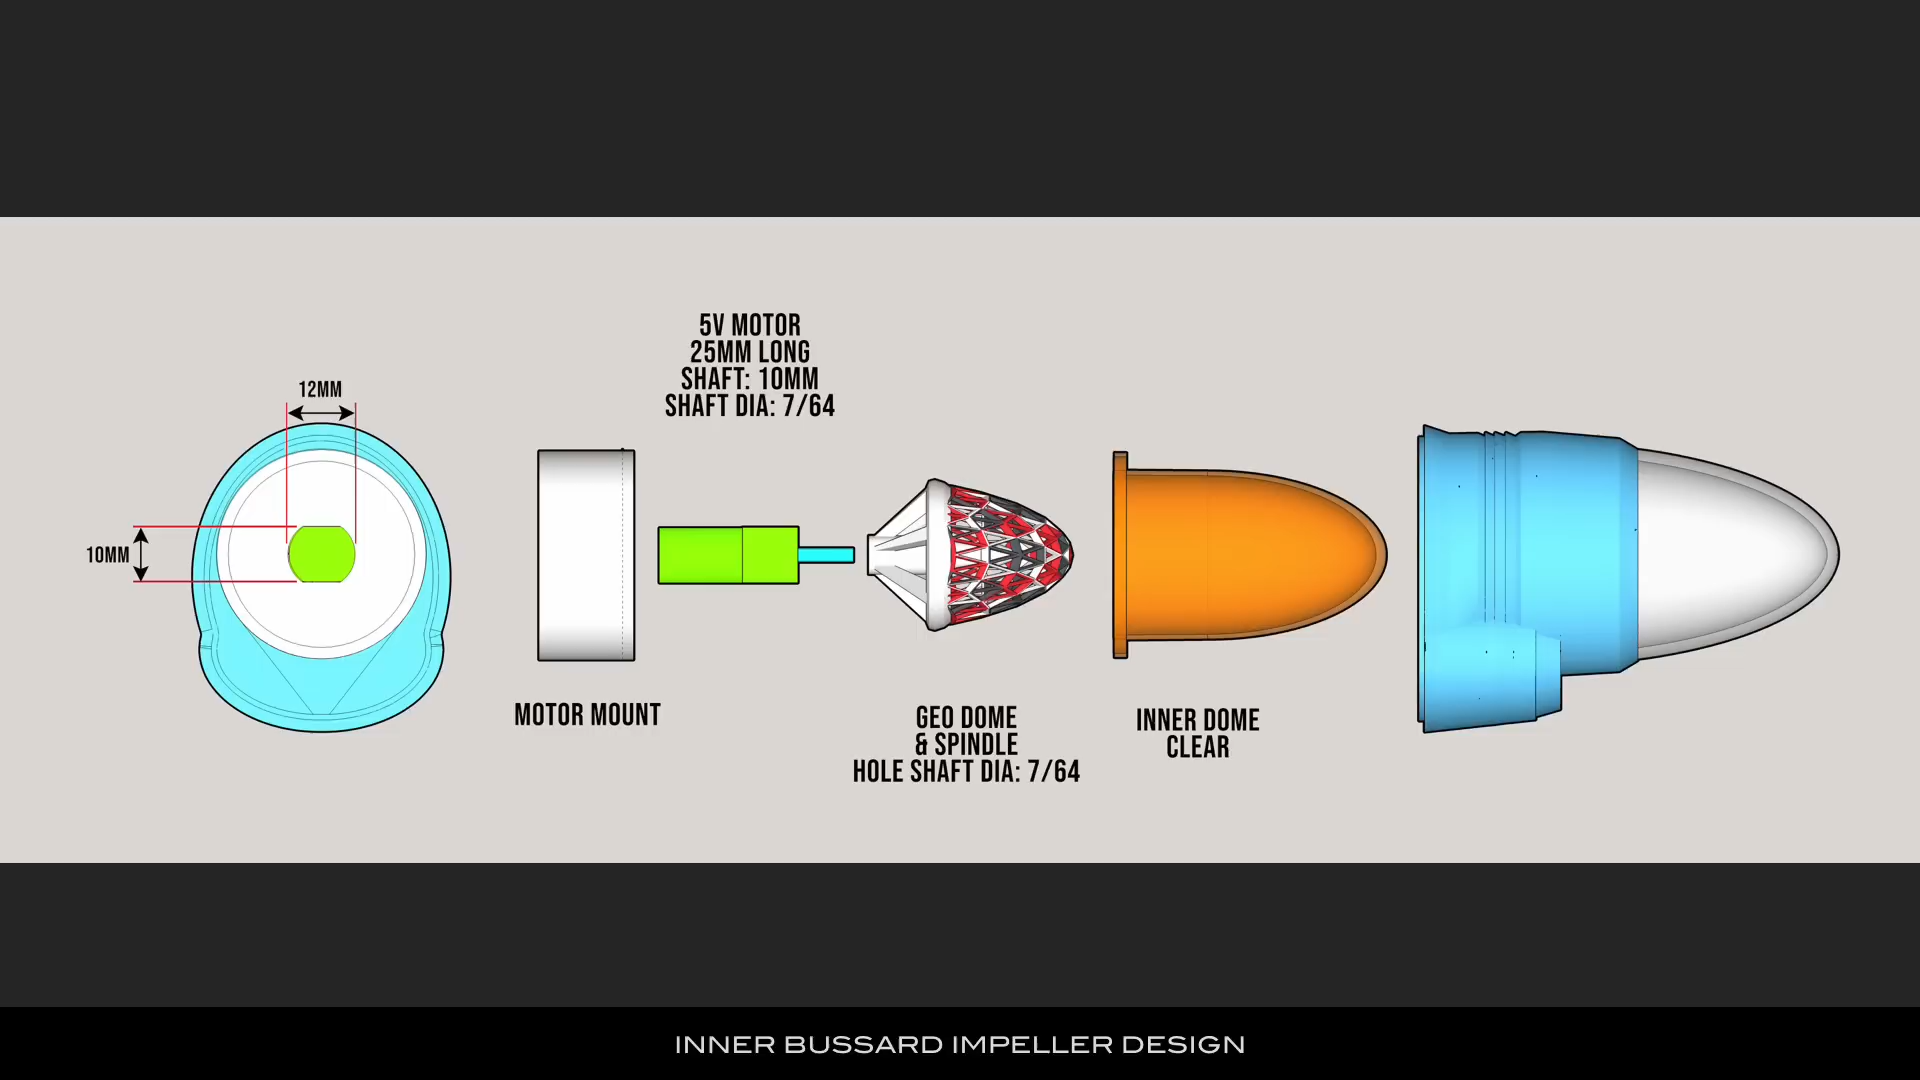 12MM
10MM
MOTOR MOUNT
5V MOTOR
25MM LONG
SHAFT: 10MM
SHAFT DIA: 7/64
GEO DOME
& SPINDLE
HOLE SHAFT DIA: 7/64
INNER DOME
CLEAR
INNER BUSSARD IMPELLER DESIGN